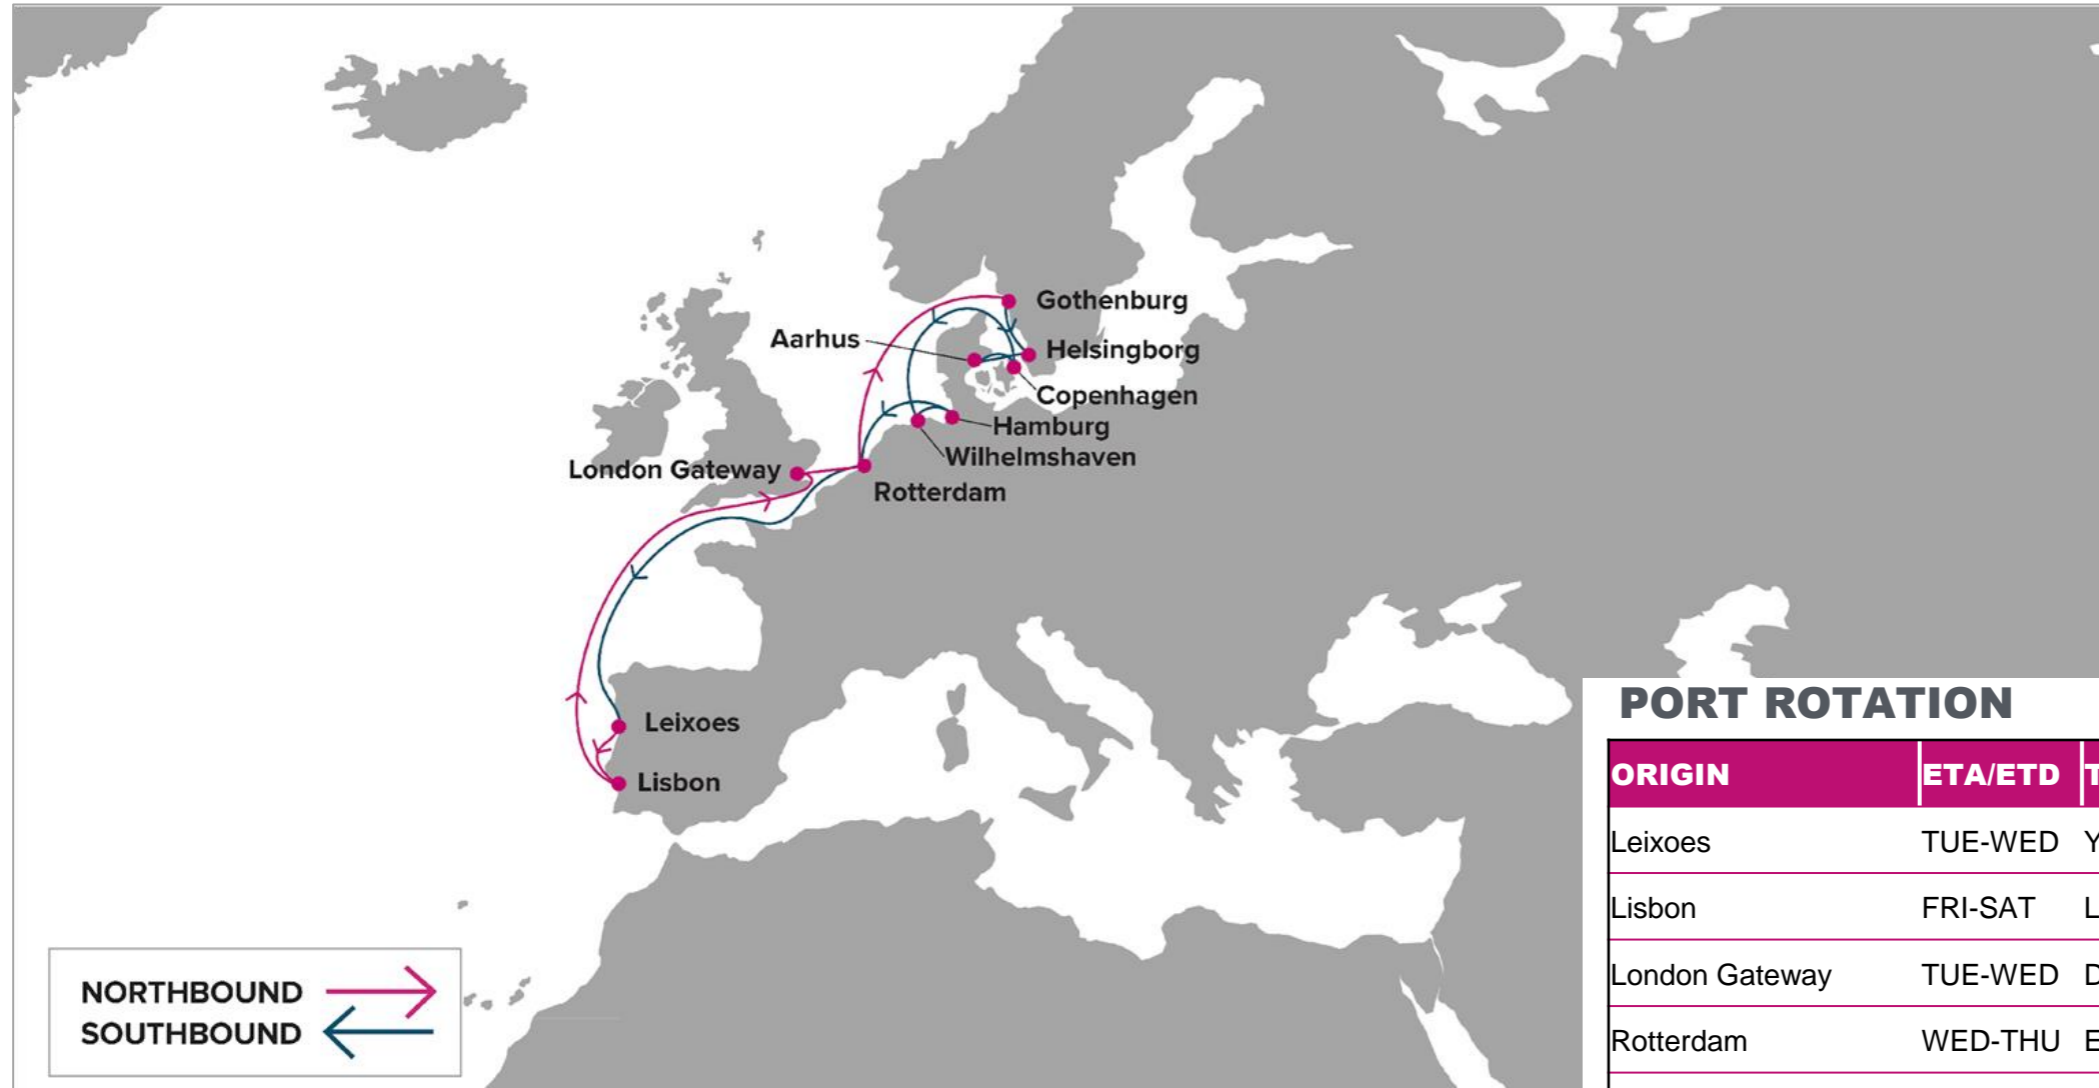 Gothenburg
Aarhus
Helsingborg
Copenhagen
Hamburg
Wilhelmshaven
London Gateway
Rotterdam
Leixoes
Lisbon
NORTHBOUND
SOUTHBOUND
PORT ROTATION
ORIGIN ETA/ETD
Leixoes TUE-WED
Lisbon FRI-SAT
London Gateway TUE-WED
Rotterdam WED-THU